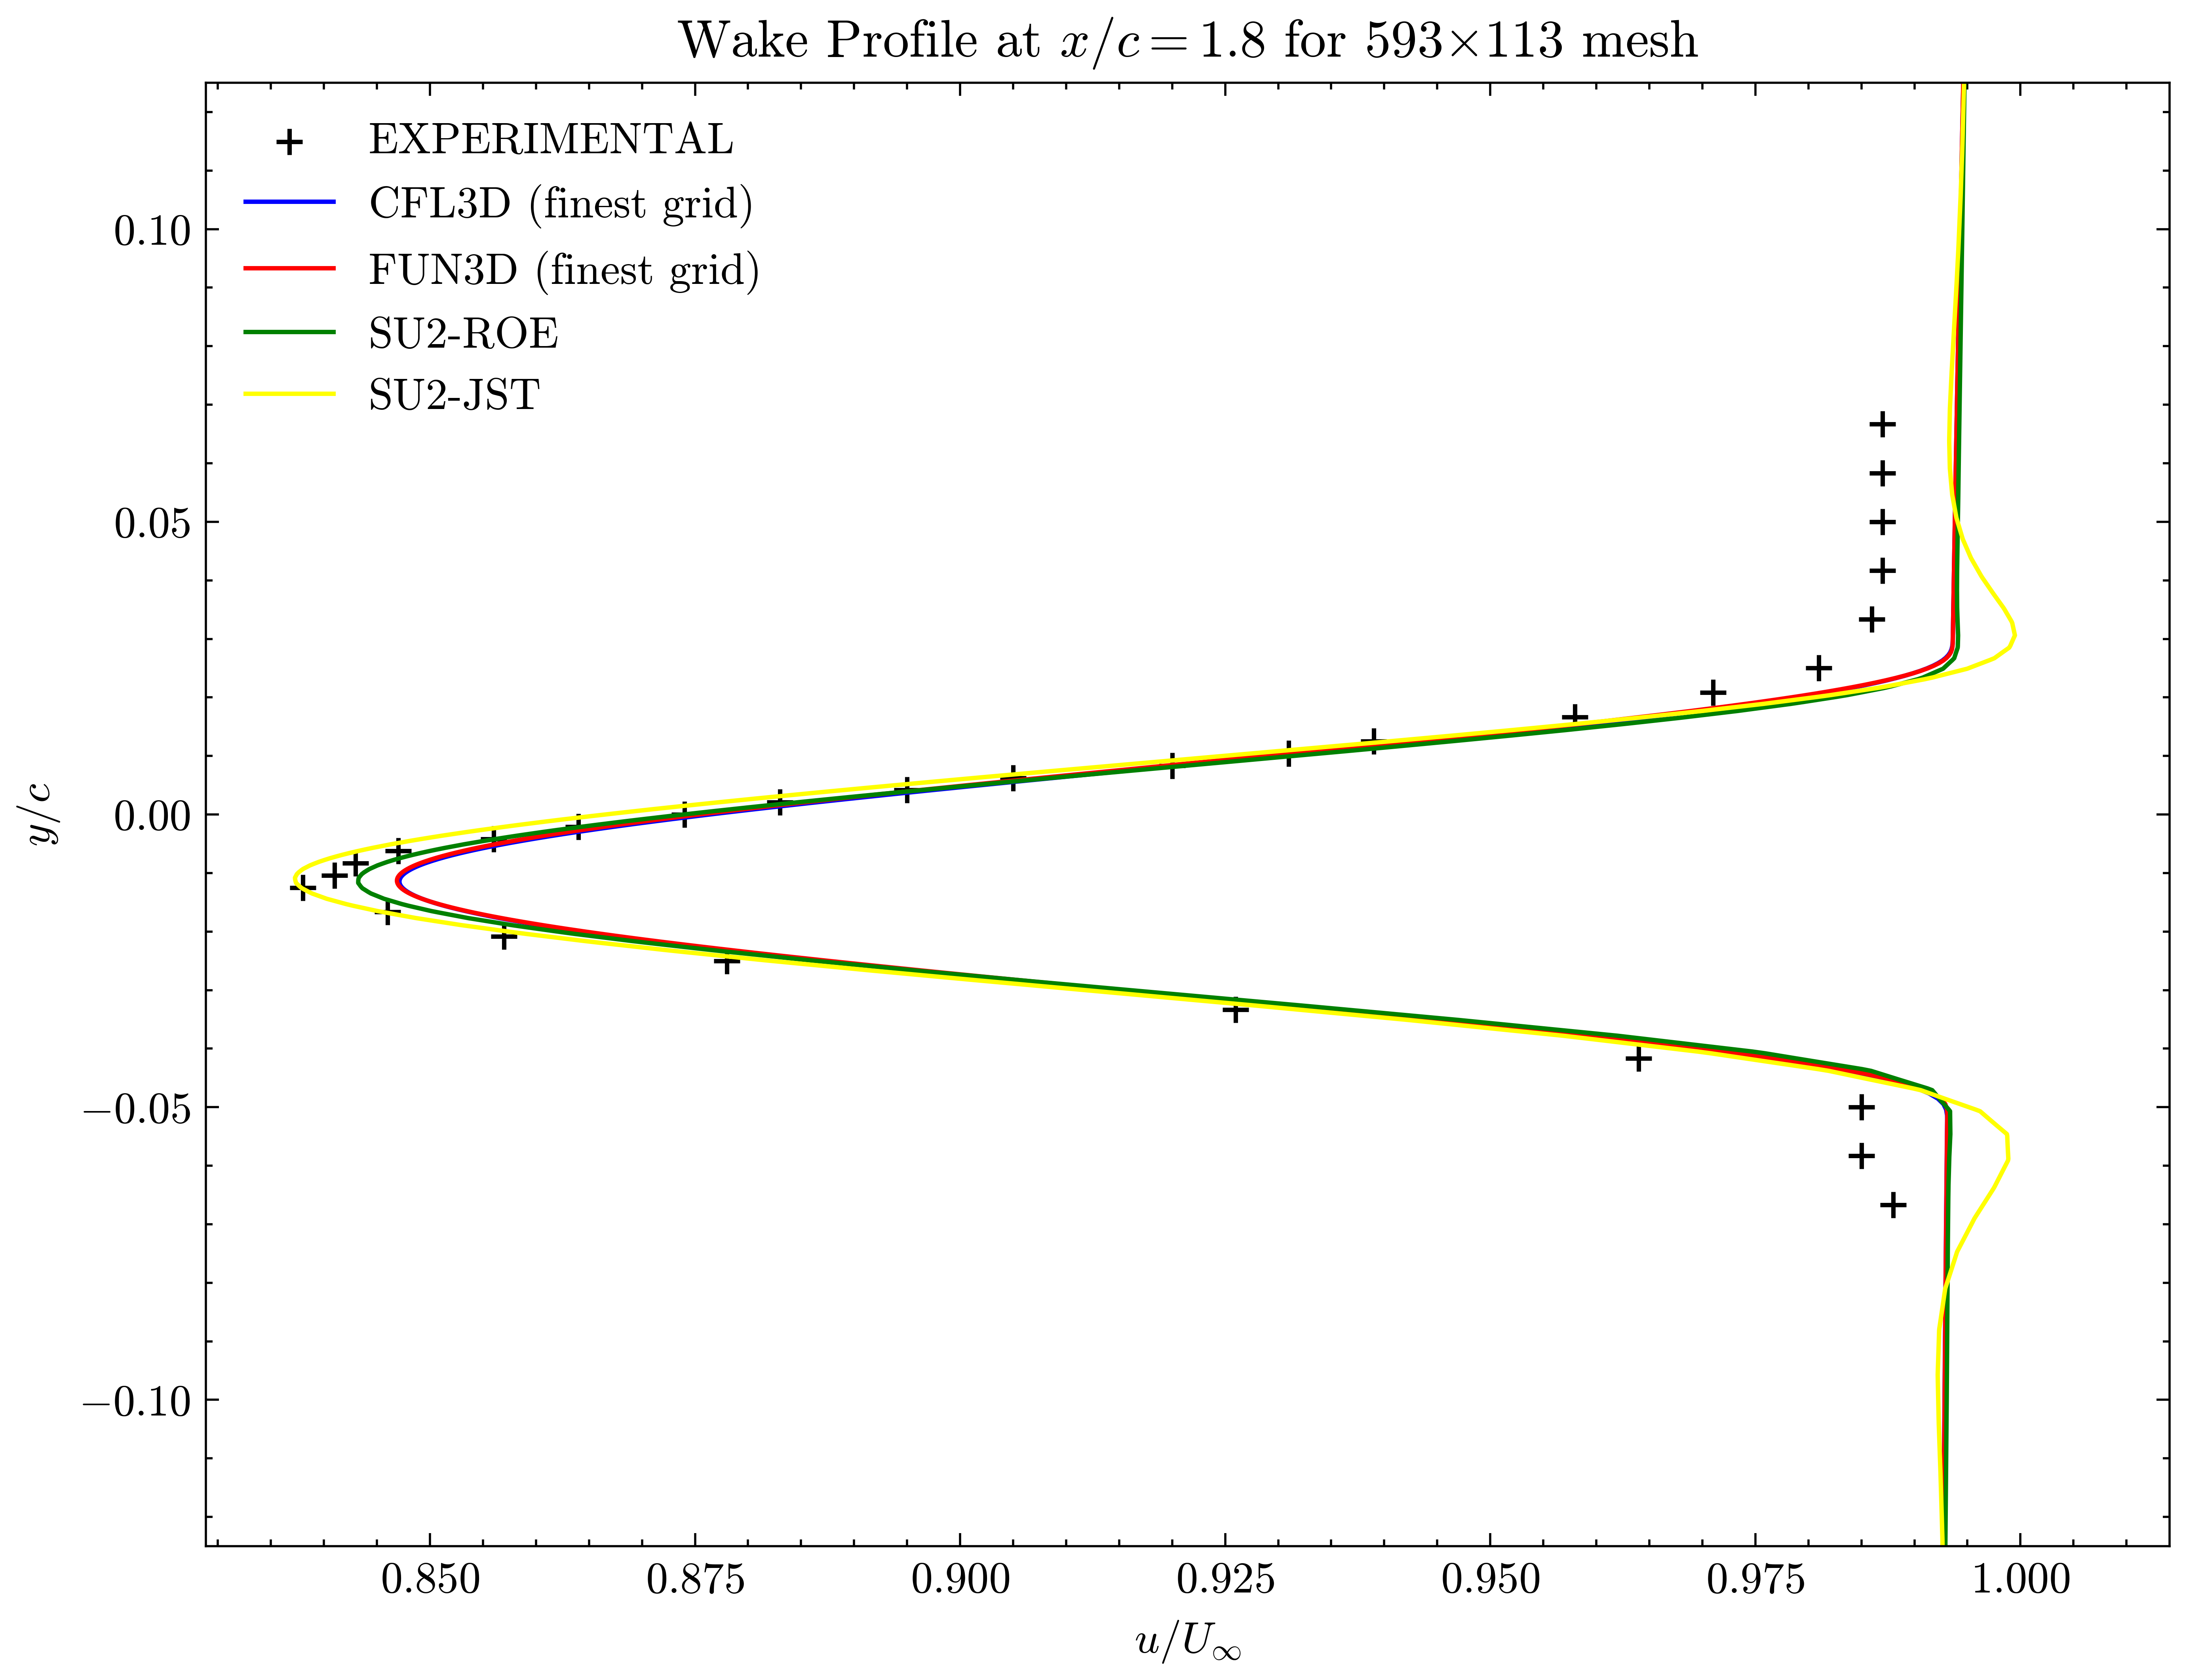 Wake Profile at x/c = 1.8 for 593×113 mesh
EXPERIMENTAL
CFL3D (finest grid)
FUN3D (finest grid)
SU2-ROE
SU2-JST
0.10
0.05
0.00
−0.05
−0.10
y/c
0.850 0.875 0.900 0.925 0.950 0.975 1.000
u/U∞